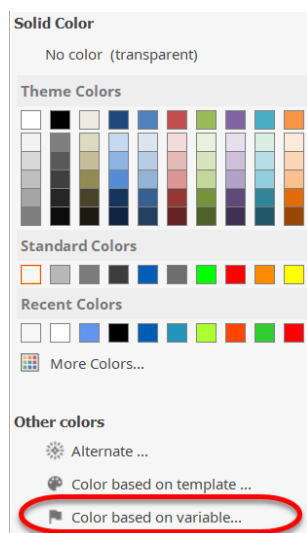 Solid Color
No color (transparent)
Theme Colors
Standard Colors
Recent Colors
More Colors...
Other colors
Alternate ...
Color based on template ...
Color based on variable...